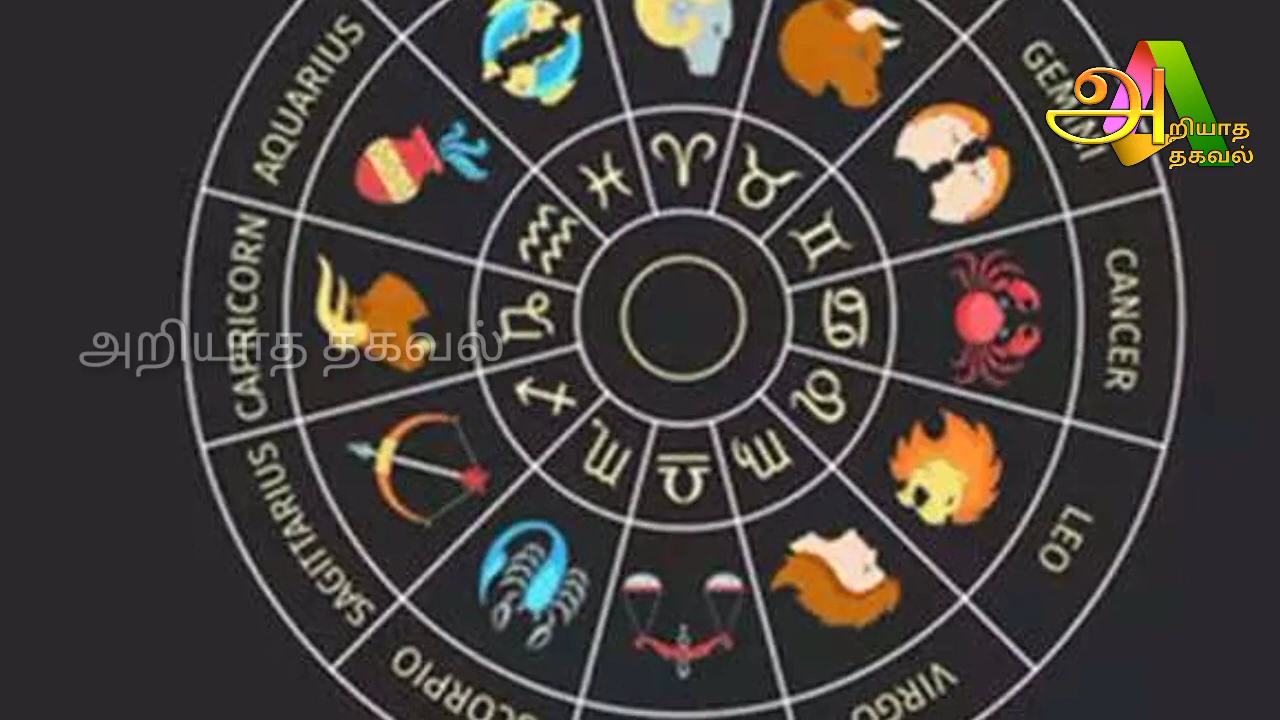 AQUARIUS
GEMINI
அறியாத
தகவல்
CAPRICORN
CANCER
அறியாத தகவல்
SAGITTARIUS
LEO
SCORPIO
VIRGO